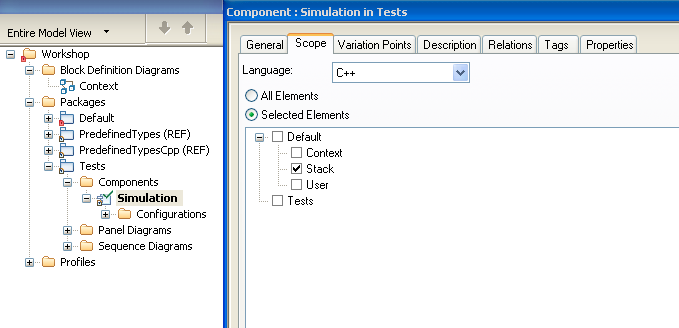 Entire Model View
Workshop
Block Definition Diagrams
Context
Packages
Default
PredefinedTypes (REF)
PredefinedTypesCpp (REF)
Tests
Components
Simulation
Configurations
Panel Diagrams
Sequence Diagrams
Profiles
Component : Simulation in Tests
General Scope Variation Points Description Relations Tags Properties
Language: C++
All Elements
Selected Elements
Default
Context
Stack
User
Tests